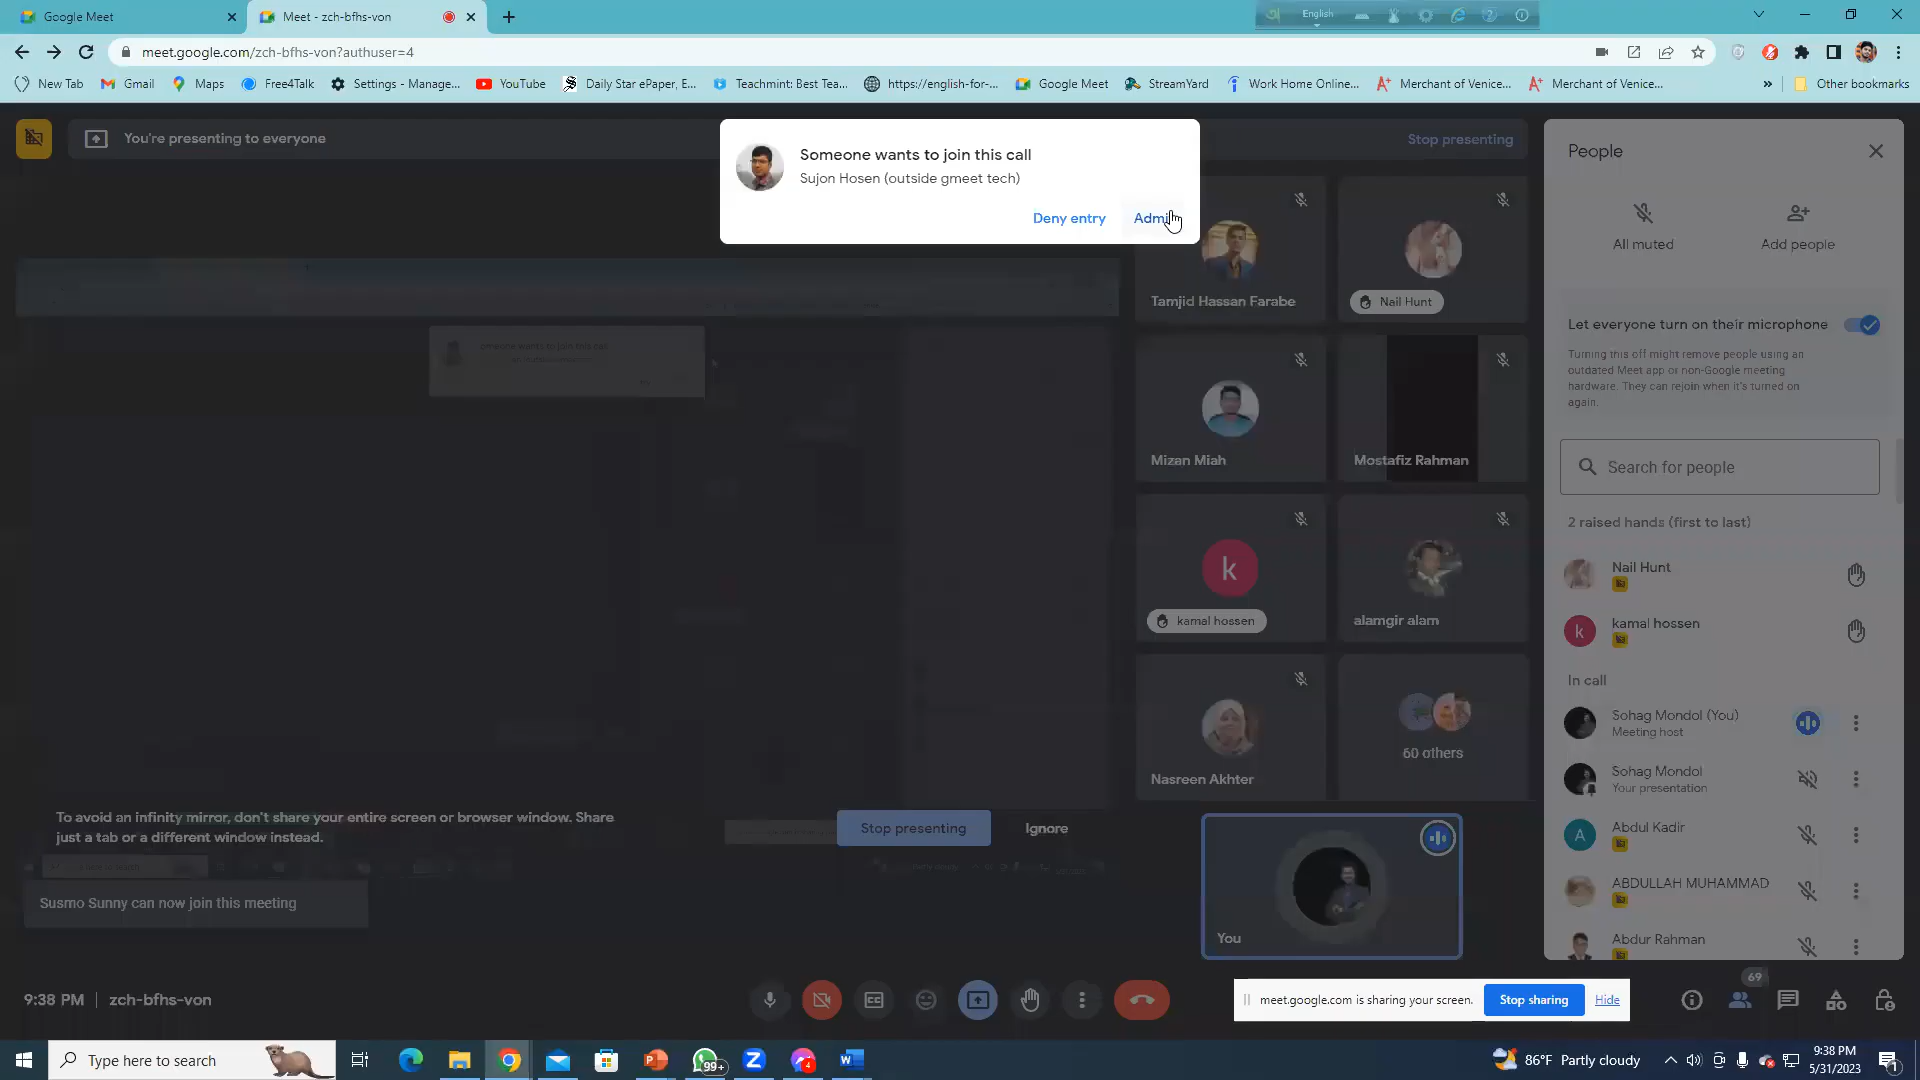 Google Meet
Meet - zch-bfhs-von
English
meet.google.com/zch-bfhs-von?authuser=4
New Tab
Gmail
Maps
Free4Talk
Settings - Manage...
YouTube
Daily Star ePaper, E...
Teachmint: Best Tea...
https://english-for-...
Google Meet
StreamYard
Work Home Online...
Merchant of Venice...
Merchant of Venice...
Other bookmarks
You're presenting to everyone
Stop presenting
Someone wants to join this call
Sujon Hosen (outside gmeet tech)
Deny entry
Tamjid Hassan Farabe
Nail Hunt
Mizan Miah
Mostafiz Rahman
k
kamal hossen
alamgir alam
Nasreen Akhter
60 others
You
someone wants to join this call
To avoid an infinity mirror, don't share your entire screen or browser window. Share
just a tab or a different window instead.
Stop presenting
Ignore
Susmo Sunny can now join this meeting
People
All muted
Add people
Let everyone turn on their microphone
Turning this off might remove people using an
outdated Meet app or non-Google meeting
hardware. They can rejoin when it's turned on
again.
Search for people
2 raised hands (first to last)
Nail Hunt
k
kamal hossen
In call
Sohag Mondol (You)
Meeting host
Sohag Mondol
Your presentation
A
Abdul Kadir
ABDULLAH MUHAMMAD
Abdur Rahman
9:38 PM | zch-bfhs-von
meet.google.com is sharing your screen.
Stop sharing
Hide
69
Type here to search
99+
4
86°F Partly cloudy
9:38 PM
5/31/2023
1